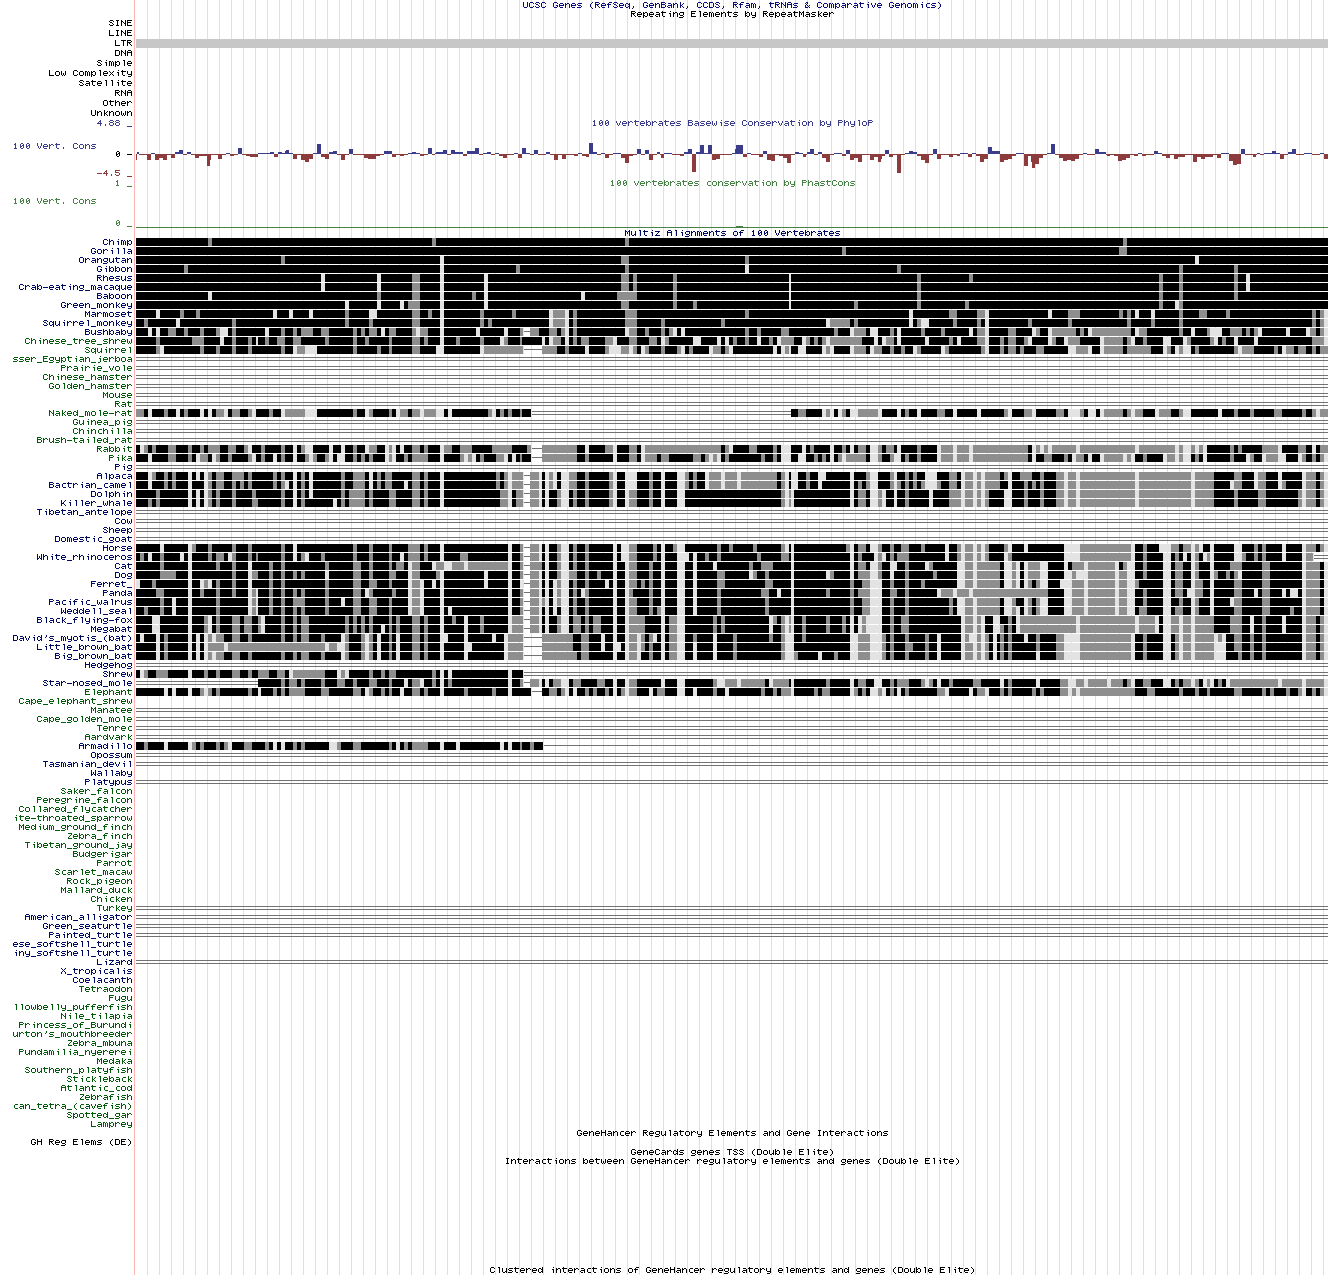 UCSC Genes (RefSeq, GenBank, CCDS, Rfam, tRNAs & Comparative Genomics)
Repeating Elements by RepeatMasker
SINE
LINE
LTR
DNA
Simple
Low Complexity
Satellite
RNA
Other
Unknown
4.88 _
100 vertebrates Basewise Conservation by PhyloP
100 Vert. Cons
0 -
-4.5 _
1 _
100 vertebrates conservation by PhastCons
100 Vert. Cons
0 _
Multiz Alignments of 100 Vertebrates
Chimp
Gorilla
Orangutan
Gibbon
Rhesus
Crab-eating_macaque
Baboon
Green_monkey
Marmoset
Squirrel_monkey
Bushbaby
Chinese_tree_shrew
Squirrel
sser_Egyptian_jerboa
Prairie_vole
Chinese_hamster
Golden_hamster
Mouse
Rat
Naked_mole-rat
Guinea_pig
Chinchilla
Brush-tailed_rat
Rabbit
Pika
Pig
Alpaca
Bactrian_camel
Dolphin
Killer_whale
Tibetan_antelope
Cow
Sheep
Domestic_goat
Horse
White_rhinoceros
Cat
Dog
Ferret_
Panda
Pacific_walrus
Weddell_seal
Black_flying-fox
Megabat
David's_myotis_(bat)
Little_brown_bat
Big_brown_bat
Hedgehog
Shrew
Star-nosed_mole
Elephant
Cape_elephant_shrew
Manatee
Cape_golden_mole
Tenrec
Aardvark
Armadillo
Opossum
Tasmanian_devil
Wallaby
Platypus
Saker_falcon
Peregrine_falcon
Collared_flycatcher
ite-throated_sparrow
Medium_ground_finch
Zebra_finch
Tibetan_ground_jay
Budgerigar
Parrot
Scarlet_macaw
Rock_pigeon
Mallard_duck
Chicken
Turkey
American_alligator
Green_seaturtle
Painted_turtle
ese_softshell_turtle
iny_softshell_turtle
Lizard
X_tropicalis
Coelacanth
Tetraodon
Fugu
llowbelly_pufferfish
Nile_tilapia
Princess_of_Burundi
urton's_mouthbreeder
Zebra_mbuna
Pundamilia_nyererei
Medaka
Southern_platyfish
Stickleback
Atlantic_cod
Zebrafish
can_tetra_(cavefish)
Spotted_gar
Lamprey
GeneHancer Regulatory Elements and Gene Interactions
GH Reg Elems (DE)
GeneCards genes TSS (Double Elite)
Interactions between GeneHancer regulatory elements and genes (Double Elite)
Clustered interactions of GeneHancer regulatory elements and genes (Double Elite)